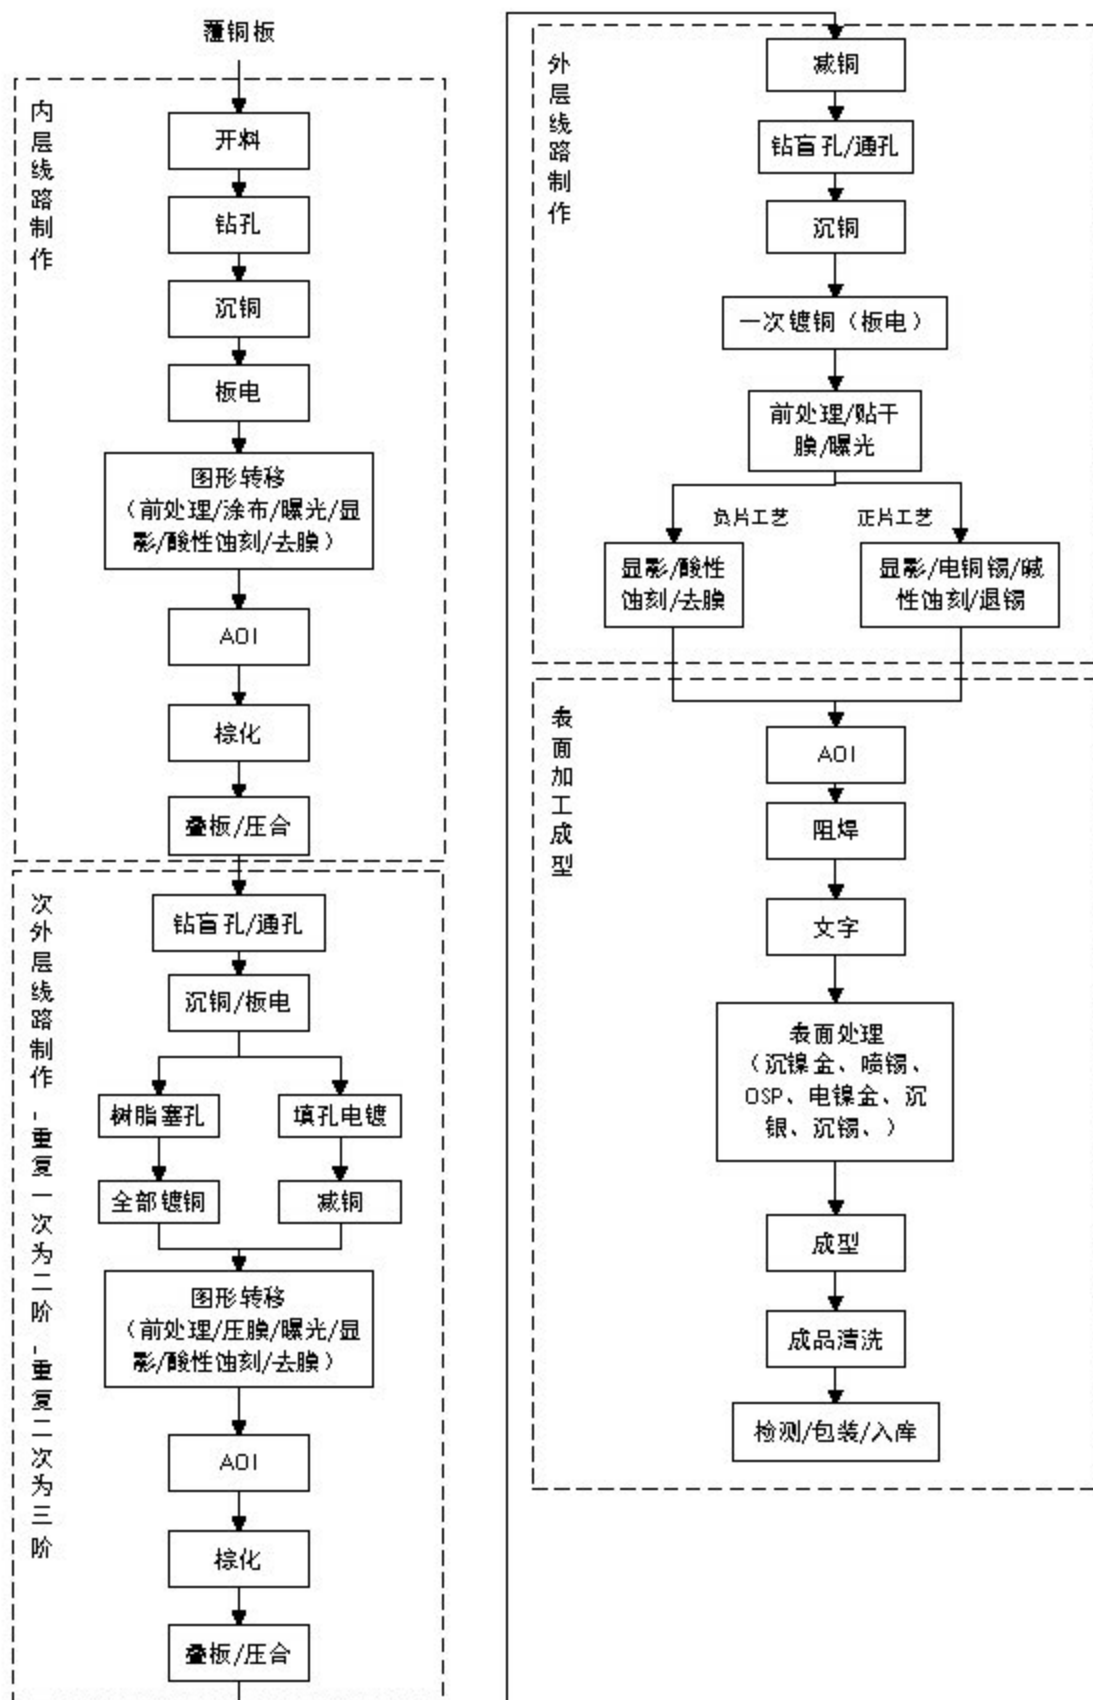 覆铜板
内层线路制作
开料
钻孔
沉铜
板电
图形转移
（前处理/涂布/曝光/显
影/酸性蚀刻/去膜）
AOI
棕化
叠板/压合
次外层线路制作-重复一次为二阶-重复二次为三阶
钻盲孔/通孔
沉铜/板电
树脂塞孔
填孔电镀
全部镀铜
减铜
图形转移
（前处理/压膜/曝光/显
影/酸性蚀刻/去膜）
AOI
棕化
叠板/压合
外层线路制作
减铜
钻盲孔/通孔
沉铜
一次镀铜（板电）
前处理/贴干
膜/曝光
负片工艺
正片工艺
显影/酸性
蚀刻/去膜
显影/电铜锡/碱
性蚀刻/退锡
表面加工成型
AOI
阻焊
文字
表面处理
（沉镍金、喷锡、
OSP、电镍金、沉
银、沉锡、）
成型
成品清洗
检测/包装/入库